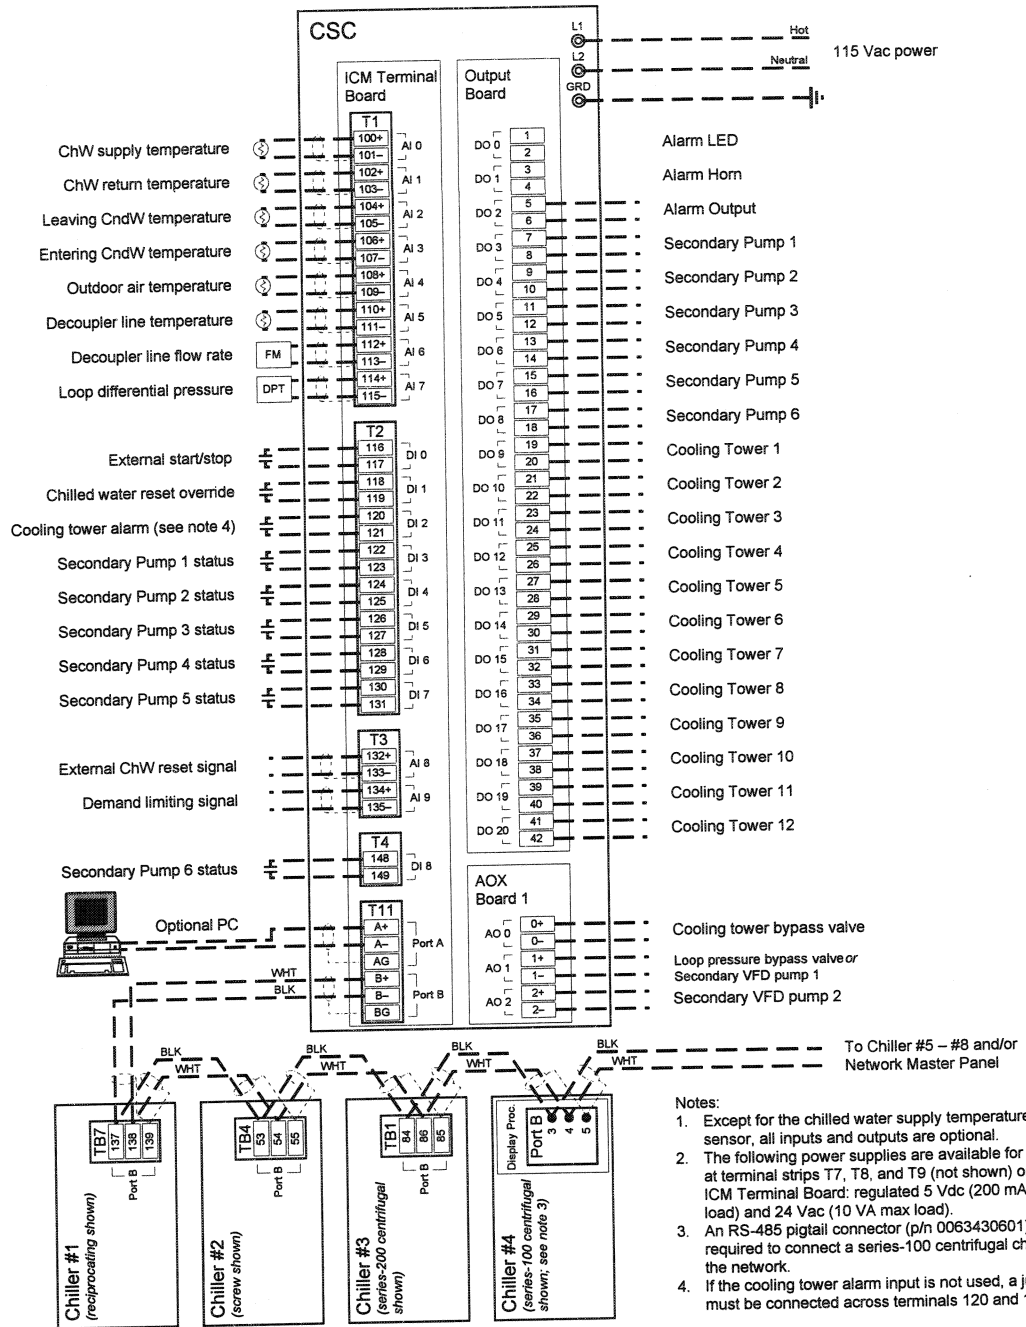 CSC
L1
Hot
L2
Neutral
115 Vac power
GRD
ICM Terminal
Board
Output
Board
T1
ChW supply temperature
100+
101–
AI 0
ChW return temperature
102+
103–
AI 1
Leaving CndW temperature
104+
105–
AI 2
Entering CndW temperature
106+
107–
AI 3
Outdoor air temperature
108+
109–
AI 4
Decoupler line temperature
110+
111–
AI 5
Decoupler line flow rate
FM
112+
113–
AI 6
Loop differential pressure
DPT
114+
115–
AI 7
T2
External start/stop
116
117
DI 0
Chilled water reset override
118
119
DI 1
Cooling tower alarm (see note 4)
120
121
DI 2
Secondary Pump 1 status
122
123
DI 3
Secondary Pump 2 status
124
125
DI 4
Secondary Pump 3 status
126
127
DI 5
Secondary Pump 4 status
128
129
DI 6
Secondary Pump 5 status
130
131
DI 7
T3
External ChW reset signal
132+
133–
AI 8
Demand limiting signal
134+
135–
AI 9
T4
Secondary Pump 6 status
148
149
DI 8
T11
Optional PC
A+
A–
AG
Port A
WHT
BLK
B+
B–
BG
Port B
DO 0
1
2
Alarm LED
DO 1
3
4
Alarm Horn
DO 2
5
6
Alarm Output
DO 3
7
8
Secondary Pump 1
DO 4
9
10
Secondary Pump 2
DO 5
11
12
Secondary Pump 3
DO 6
13
14
Secondary Pump 4
DO 7
15
16
Secondary Pump 5
DO 8
17
18
Secondary Pump 6
DO 9
19
20
Cooling Tower 1
DO 10
21
22
Cooling Tower 2
DO 11
23
24
Cooling Tower 3
DO 12
25
26
Cooling Tower 4
DO 13
27
28
Cooling Tower 5
DO 14
29
30
Cooling Tower 6
DO 15
31
32
Cooling Tower 7
DO 16
33
34
Cooling Tower 8
DO 17
35
36
Cooling Tower 9
DO 18
37
38
Cooling Tower 10
DO 19
39
40
Cooling Tower 11
DO 20
41
42
Cooling Tower 12
AOX
Board 1
AO 0
0+
0–
Cooling tower bypass valve
AO 1
1+
1–
Loop pressure bypass valve or
Secondary VFD pump 1
AO 2
2+
2–
Secondary VFD pump 2
BLK
WHT
BLK
WHT
BLK
WHT
BLK
WHT
To Chiller #5 – #8 and/or
Network Master Panel
TB7
137
138
139
Port B
Chiller #1
(reciprocating shown)
TB4
53
54
55
Port B
Chiller #2
(screw shown)
TB1
84
86
85
Port B
Chiller #3
(series-200 centrifugal
shown)
Display Proc.
Port B
3
4
5
Chiller #4
(series-100 centrifugal
shown; see note 3)
Notes:
1. Except for the chilled water supply temperature
sensor, all inputs and outputs are optional.
2. The following power supplies are available for
at terminal strips T7, T8, and T9 (not shown) o
ICM Terminal Board: regulated 5 Vdc (200 mA
load) and 24 Vac (10 VA max load).
3. An RS-485 pigtail connector (p/n 0063430601)
required to connect a series-100 centrifugal ch
the network.
4. If the cooling tower alarm input is not used, a j
must be connected across terminals 120 and 1